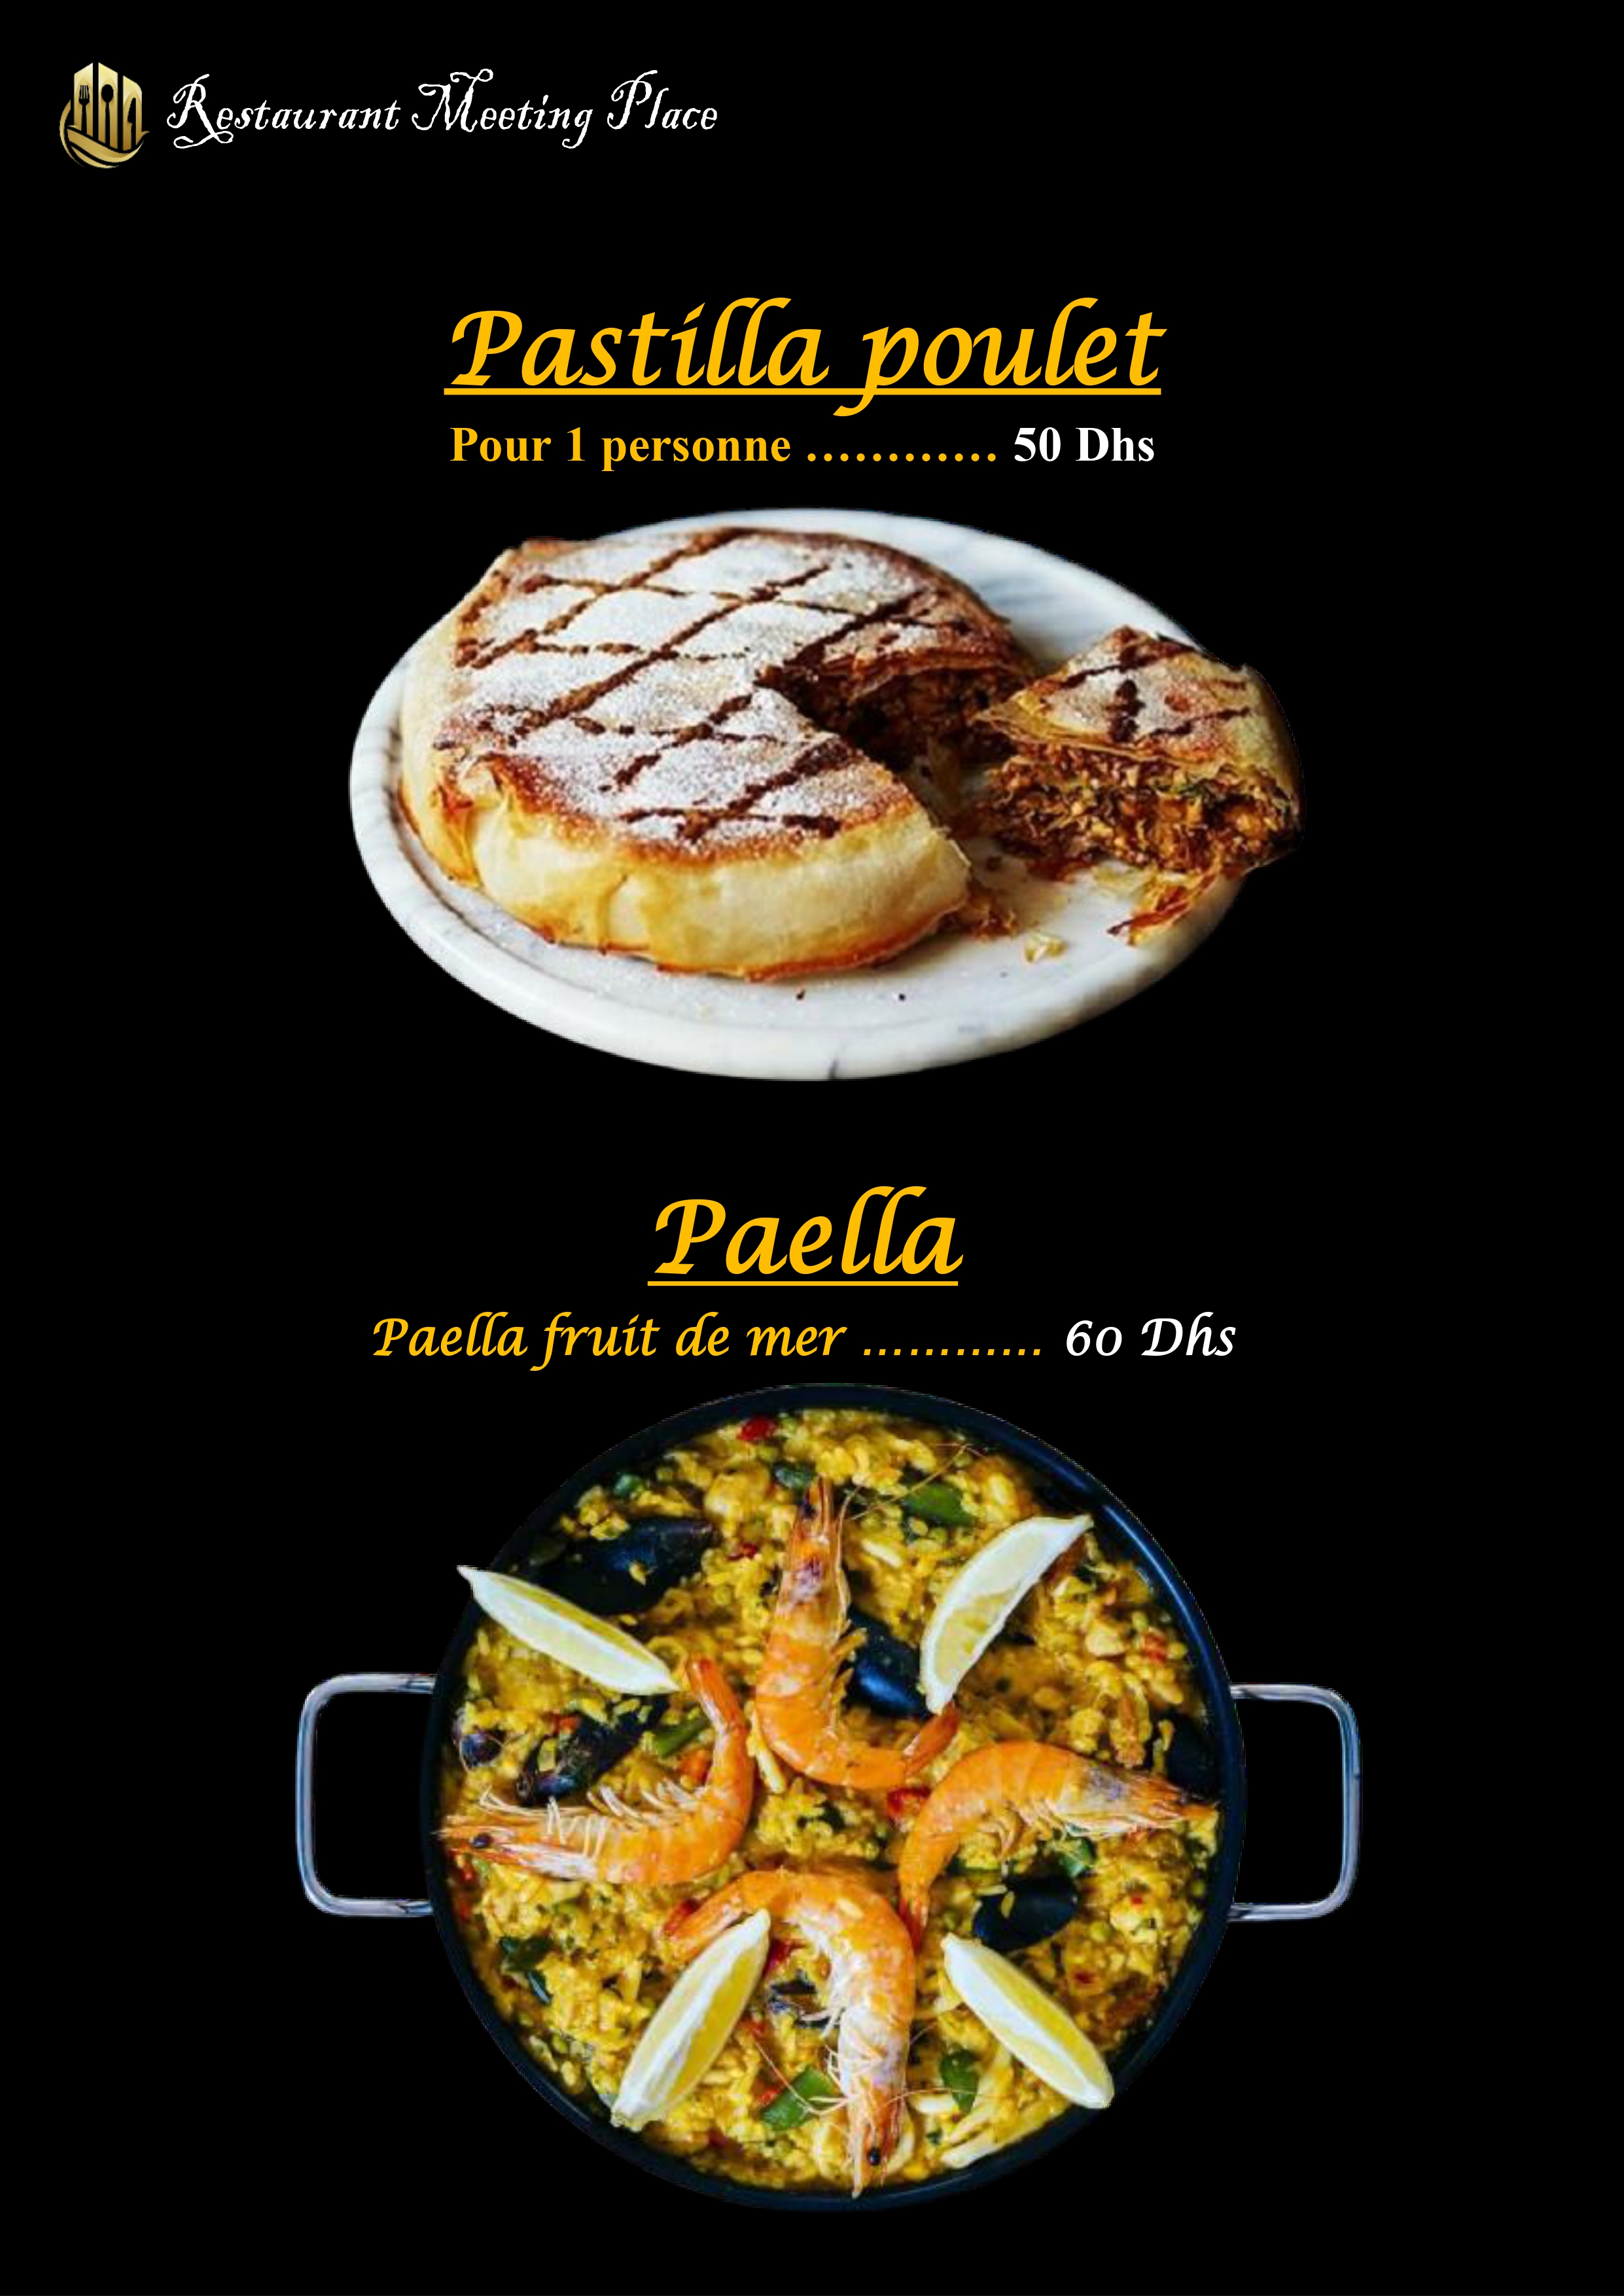 Restaurant Meeting Place
Pastilla poulet
Pour 1 personne ………… 50 Dhs
Paella
Paella fruit de mer ………… 60 Dhs